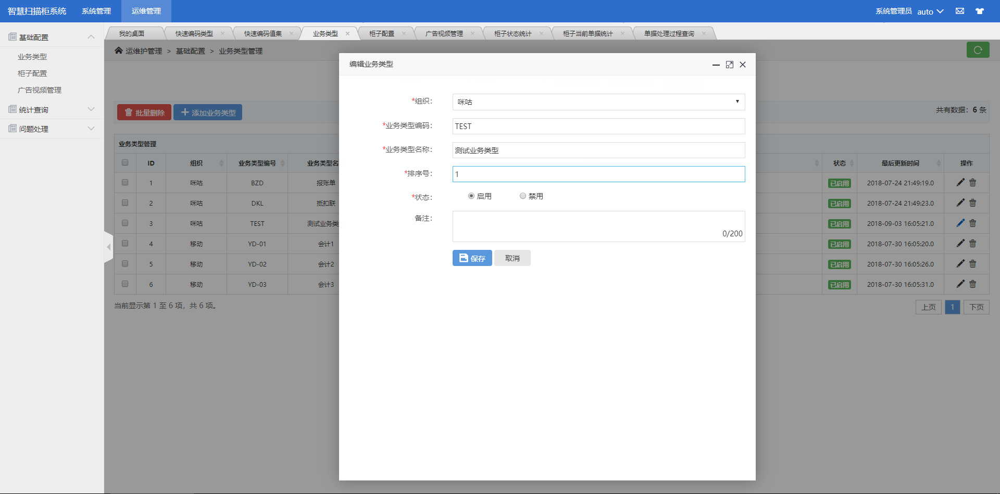 智慧扫描柜系统 系统管理 运维管理 系统管理员 auto
我的桌面 快速编码类型 快速编码值集 业务类型 柜子配置 广告视频管理 柜子状态统计 柜子当前单据统计 单据处理过程查询
基础配置
业务类型
柜子配置
广告视频管理
统计查询
问题处理
运维护管理 > 基础配置 > 业务类型管理
批量删除 添加业务类型 共有数据：6 条
业务类型管理
ID 组织 业务类型编号 业务类型名 状态 最后更新时间 操作
1 咪咕 BZD 报账单 已启用 2018-07-24 21:49:19.0
2 咪咕 DKL 抵扣联 已启用 2018-07-24 21:49:23.0
3 咪咕 TEST 测试业务类 已启用 2018-09-03 16:05:21.0
4 移动 YD-01 会计1 已启用 2018-07-30 16:05:20.0
5 移动 YD-02 会计2 已启用 2018-07-30 16:05:26.0
6 移动 YD-03 会计3 已启用 2018-07-30 16:05:31.0
当前显示第 1 至 6 项，共 6 项。 上页 1 下页
编辑业务类型
*组织： 咪咕
*业务类型编码： TEST
*业务类型名称： 测试业务类型
*排序号： 1
*状态： 启用 禁用
备注：
0/200
保存 取消